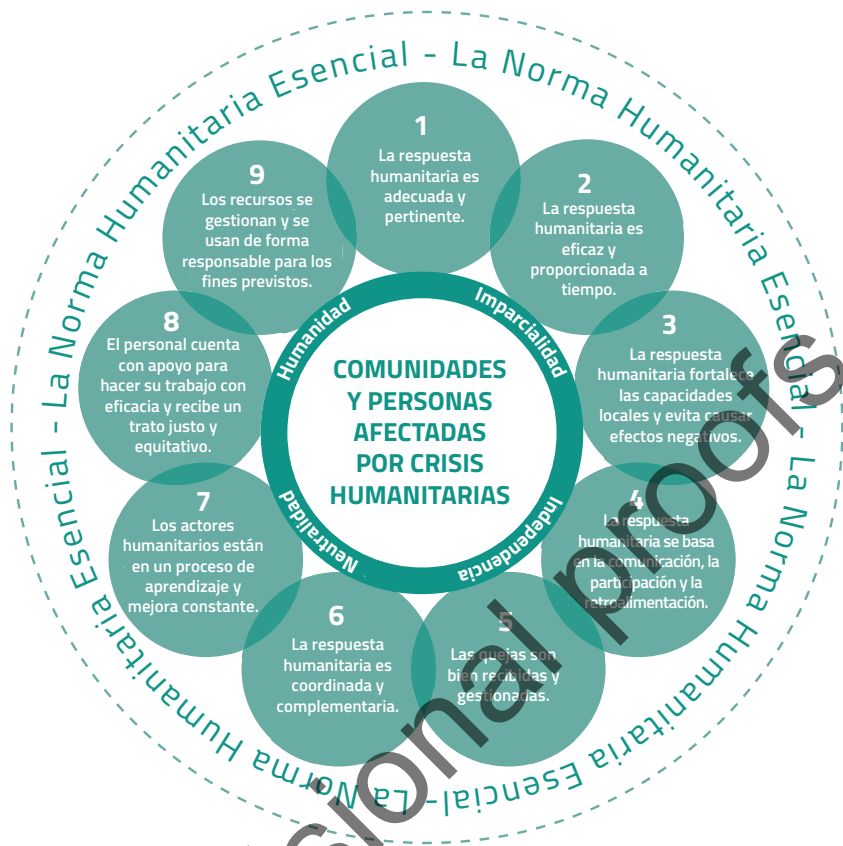 La Norma Humanitaria Esencial - La Norma Humanitaria Esencial - La Norma Humanitaria Esencial - La Norma Humanitaria Esencial -
1
La respuesta
humanitaria es
adecuada y
pertinente.
2
La respuesta
humanitaria es
eficaz y
proporcionada a
tiempo.
3
La respuesta
humanitaria fortalece
las capacidades
locales y evita causar
efectos negativos.
4
La respuesta
humanitaria se basa
en la comunicación, la
participación y la
retroalimentación.
5
Las quejas son
bien recibidas y
gestionadas.
6
La respuesta
humanitaria es
coordinada y
complementaria.
7
Los actores
humanitarios están
en un proceso de
aprendizaje y
mejora constante.
8
El personal cuenta
con apoyo para
hacer su trabajo con
eficacia y recibe un
trato justo y
equitativo.
9
Los recursos se
gestionan y se
usan de forma
responsable para los
fines previstos.
Humanidad
Imparcialidad
Independencia
Neutralidad
COMUNIDADES
Y PERSONAS
AFECTADAS
POR CRISIS
HUMANITARIAS
sional proofs